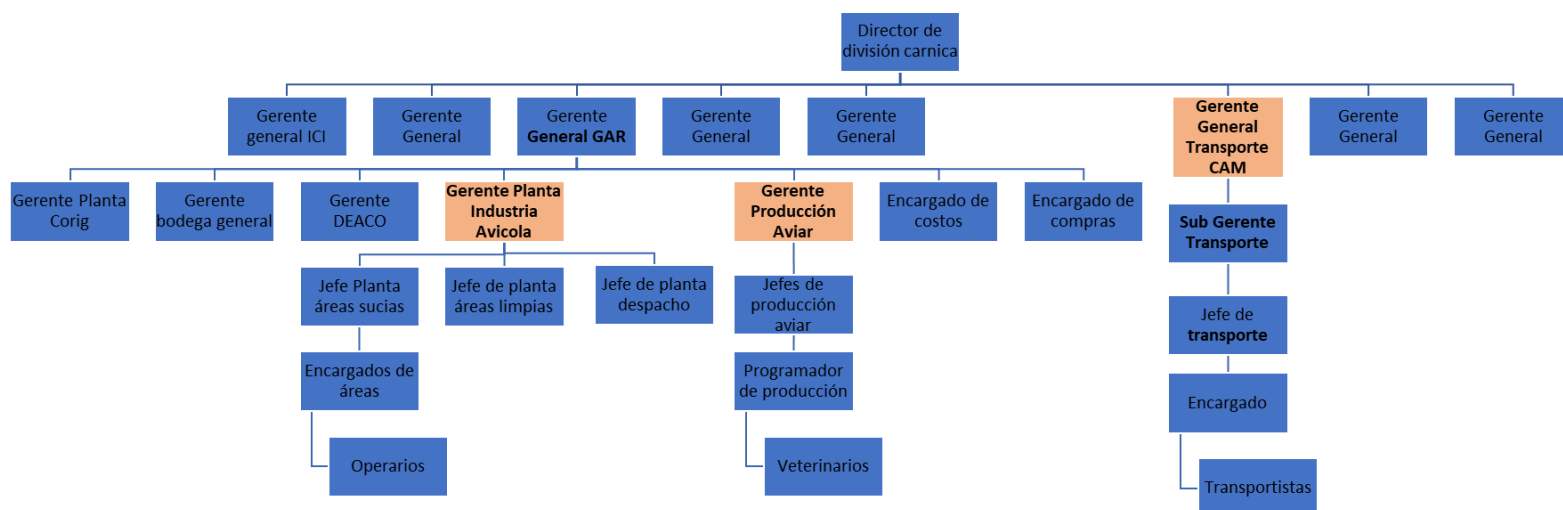 Director de
división carnica
Gerente
general ICI
Gerente
General
Gerente
General GAR
Gerente
General
Gerente
General
Gerente
General
Transporte
CAM
Gerente
General
Gerente
General
Gerente Planta
Corig
Gerente
bodega general
Gerente
DEACO
Gerente Planta
Industria
Avicola
Gerente
Producción
Aviar
Encargado de
costos
Encargado de
compras
Sub Gerente
Transporte
Jefe Planta
áreas sucias
Jefe de planta
áreas limpias
Jefe de planta
despacho
Jefes de
producción
aviar
Jefe de
transporte
Encargados de
áreas
Programador
de producción
Encargado
Operarios
Veterinarios
Transportistas